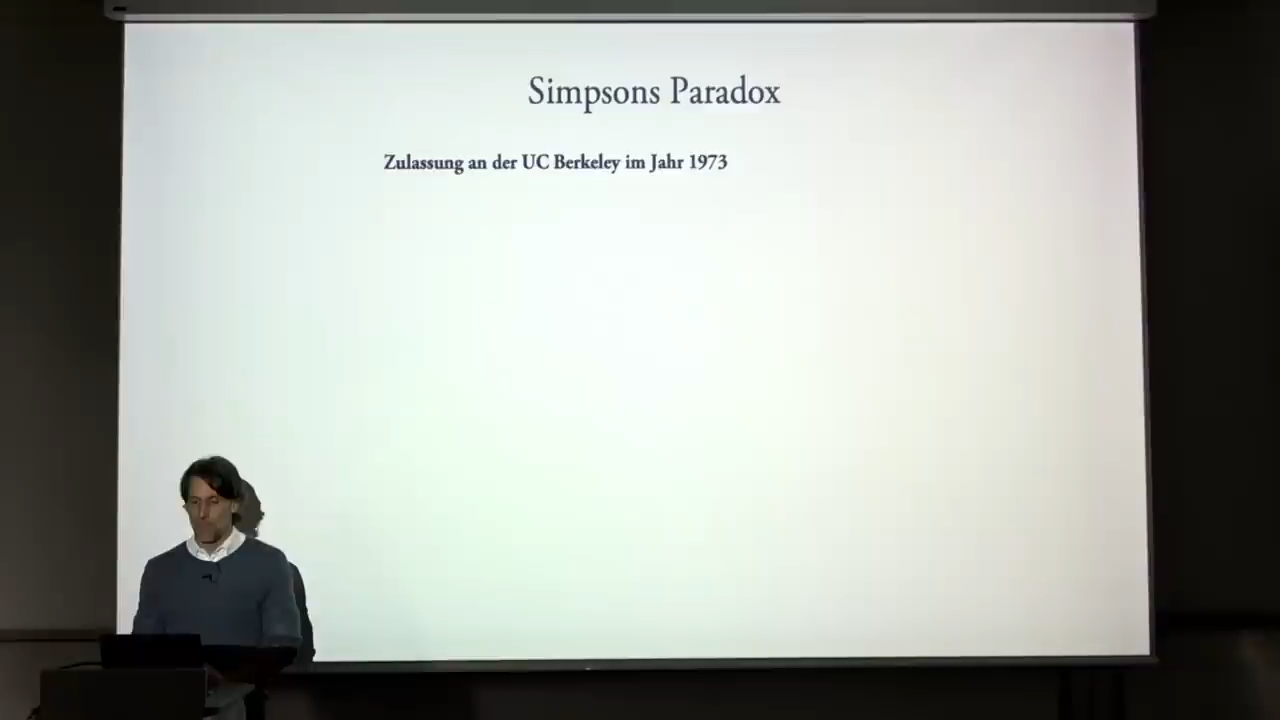 Simpsons Paradox
Zulassung an der UC Berkeley im Jahr 1973